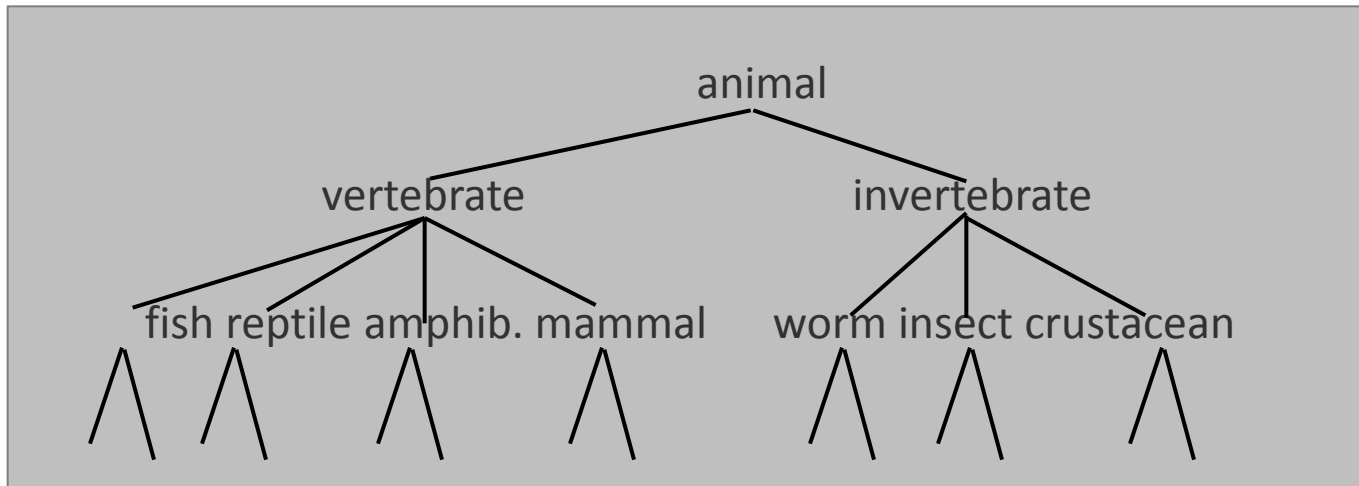 animal
vertebrate invertebrate
fish reptile amphib. mammal worm insect crustacean